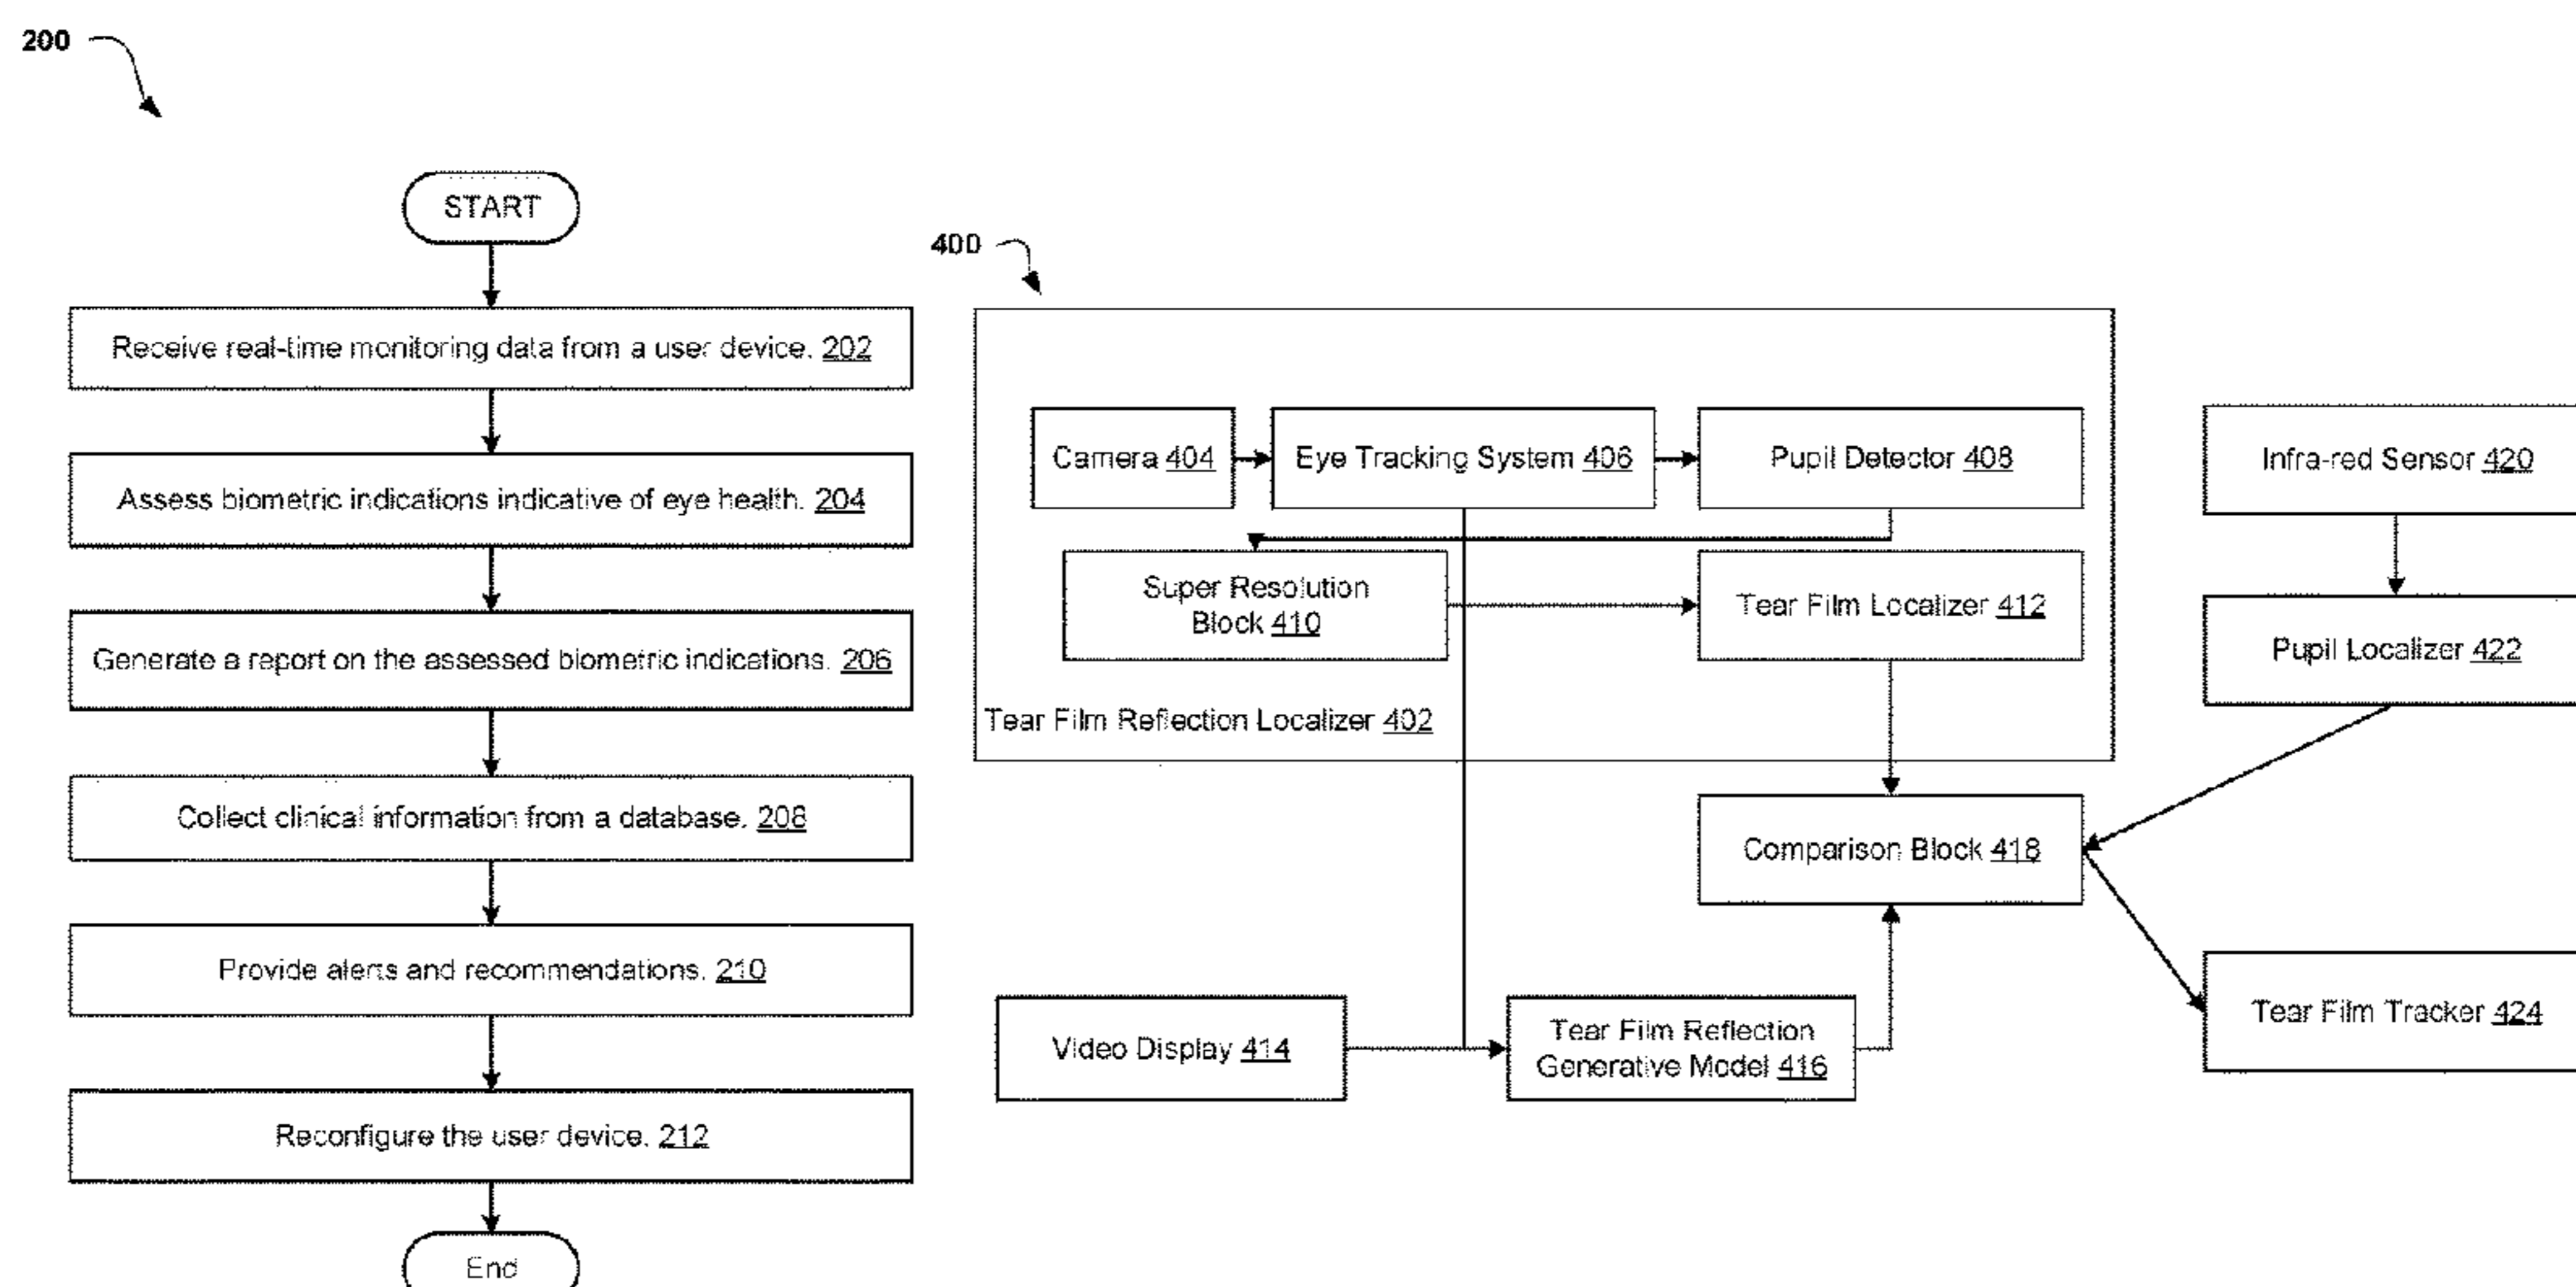 200
START
Receive real-time monitoring data from a user device. 202
Assess biometric indications indicative of eye health. 204
Generate a report on the assessed biometric indications. 206
Collect clinical information from a database. 208
Provide alerts and recommendations. 210
Reconfigure the user device. 212
End
400
Camera 404
Eye Tracking System 406
Pupil Detector 408
Super Resolution
Block 410
Tear Film Localizer 412
Tear Film Reflection Localizer 402
Infra-red Sensor 420
Pupil Localizer 422
Comparison Block 418
Video Display 414
Tear Film Reflection
Generative Model 416
Tear Film Tracker 424